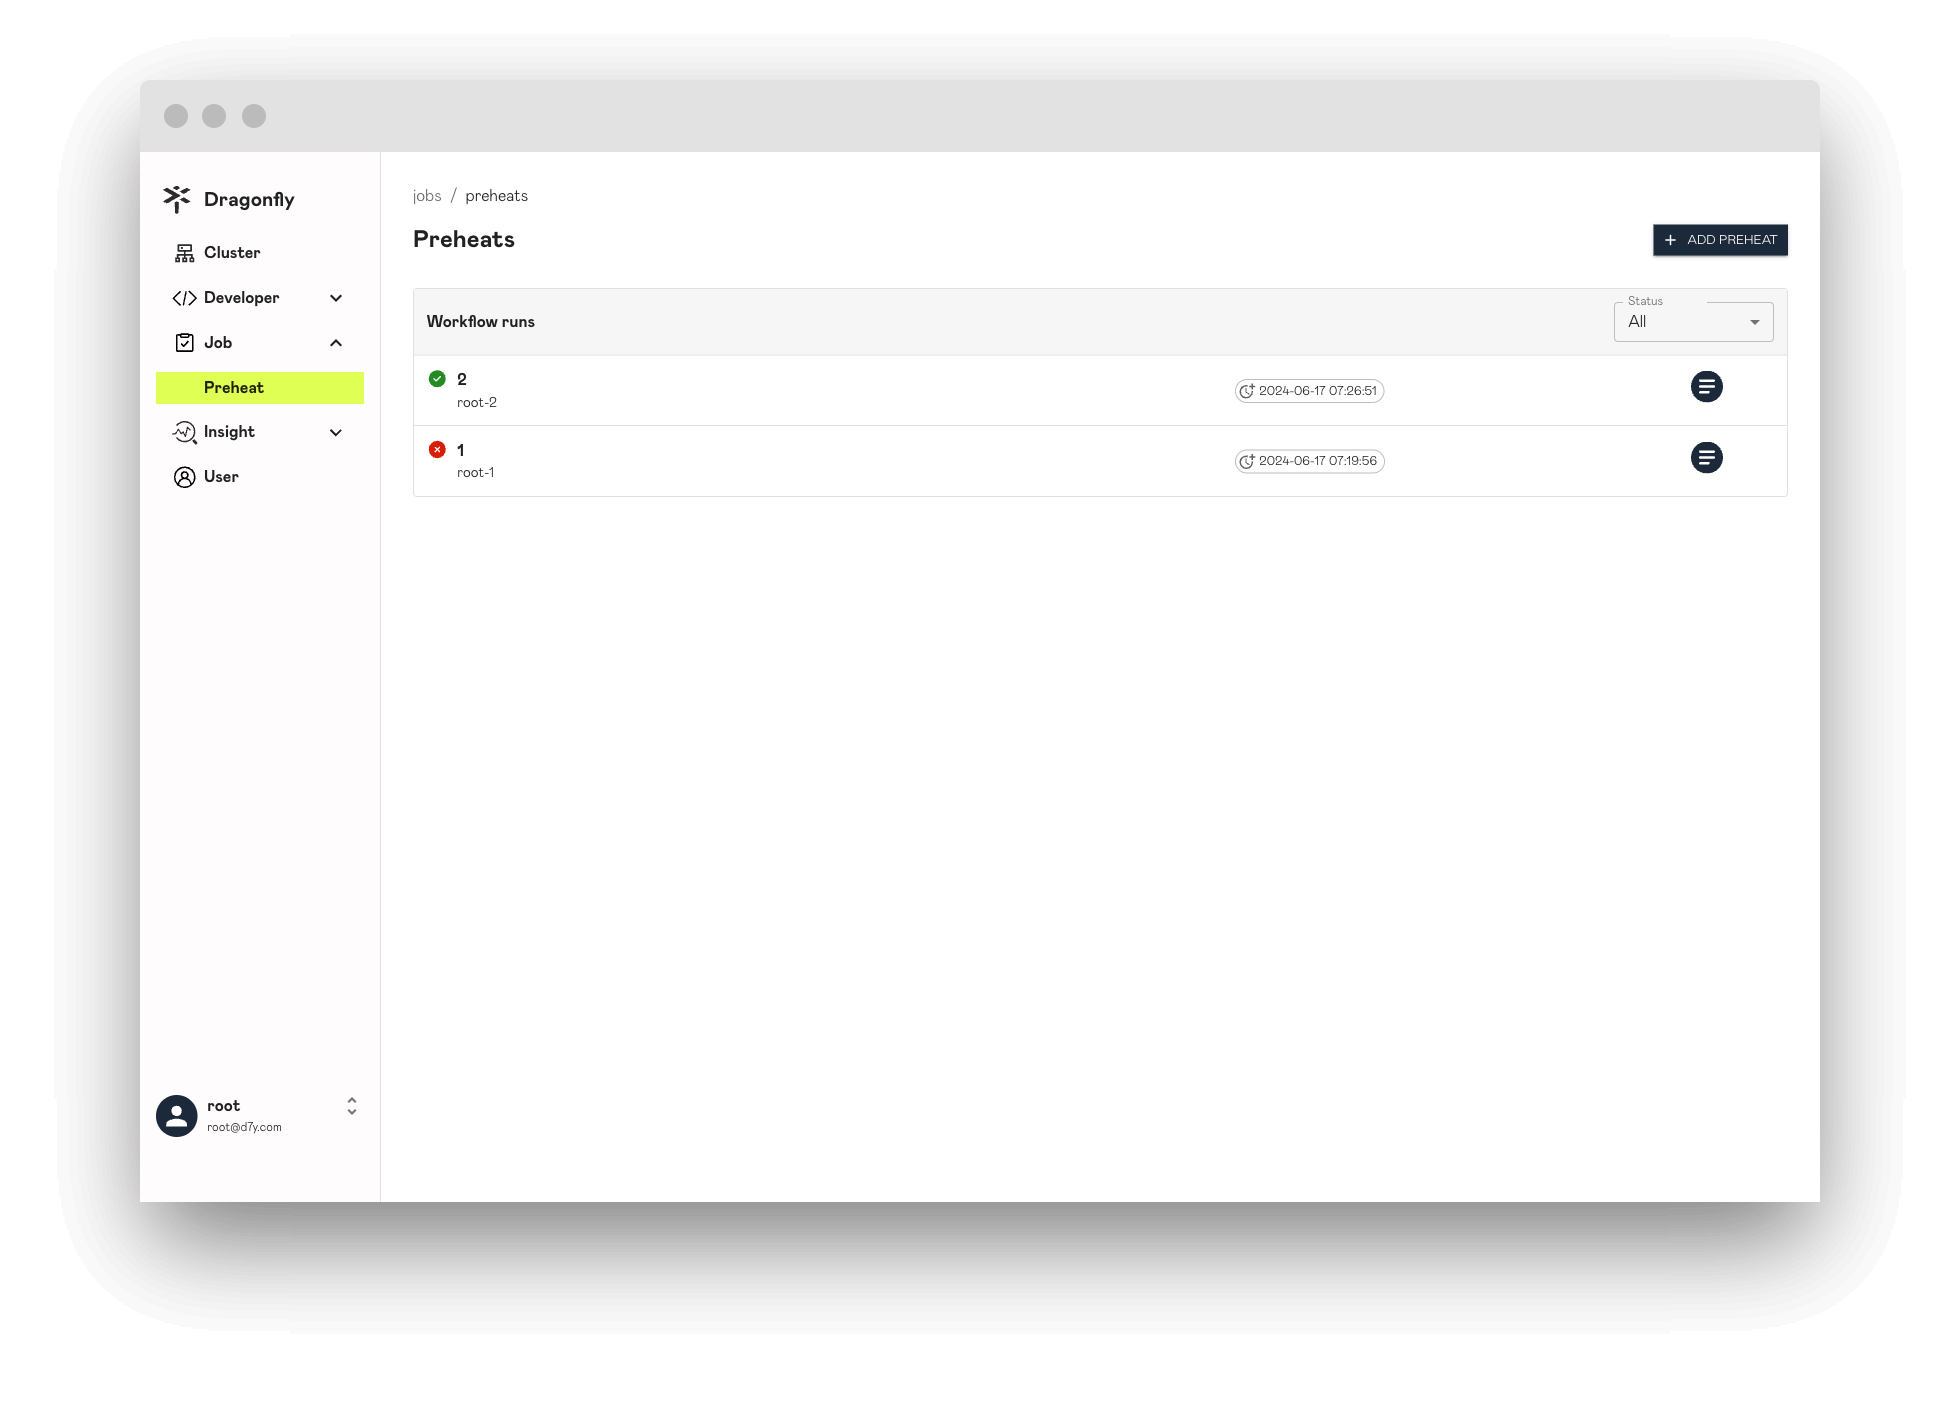 Dragonfly
Cluster
Developer
Job
Preheat
Insight
User
root
root@d7y.com
jobs / preheats
Preheats
ADD PREHEAT
Workflow runs
Status
All
2
root-2
2024-06-17 07:26:51
1
root-1
2024-06-17 07:19:56